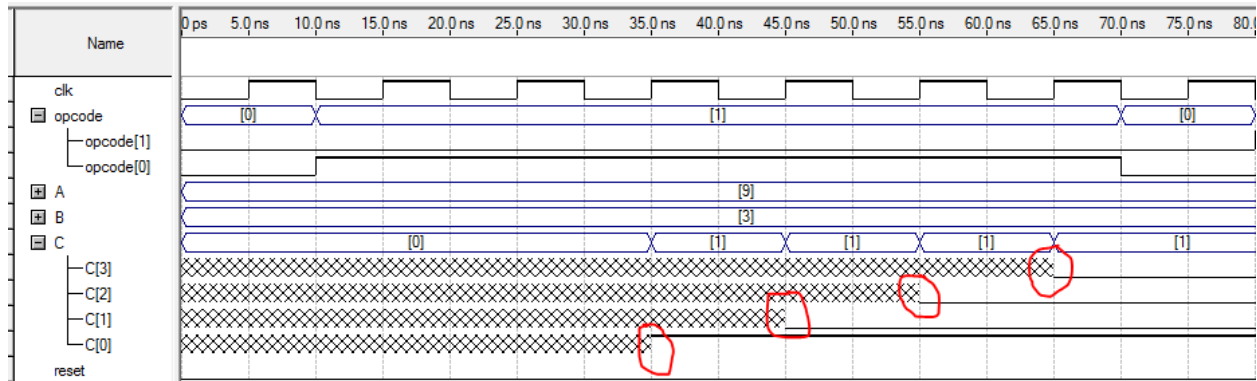 Name
0 ps 5.0 ns 10.0 ns 15.0 ns 20.0 ns 25.0 ns 30.0 ns 35.0 ns 40.0 ns 45.0 ns 50.0 ns 55.0 ns 60.0 ns 65.0 ns 70.0 ns 75.0 ns
clk
opcode [0] [1] [0]
opcode[1]
opcode[0]
A [9]
B [3]
C [0] [1] [1] [1] [1]
C[3]
C[2]
C[1]
C[0]
reset